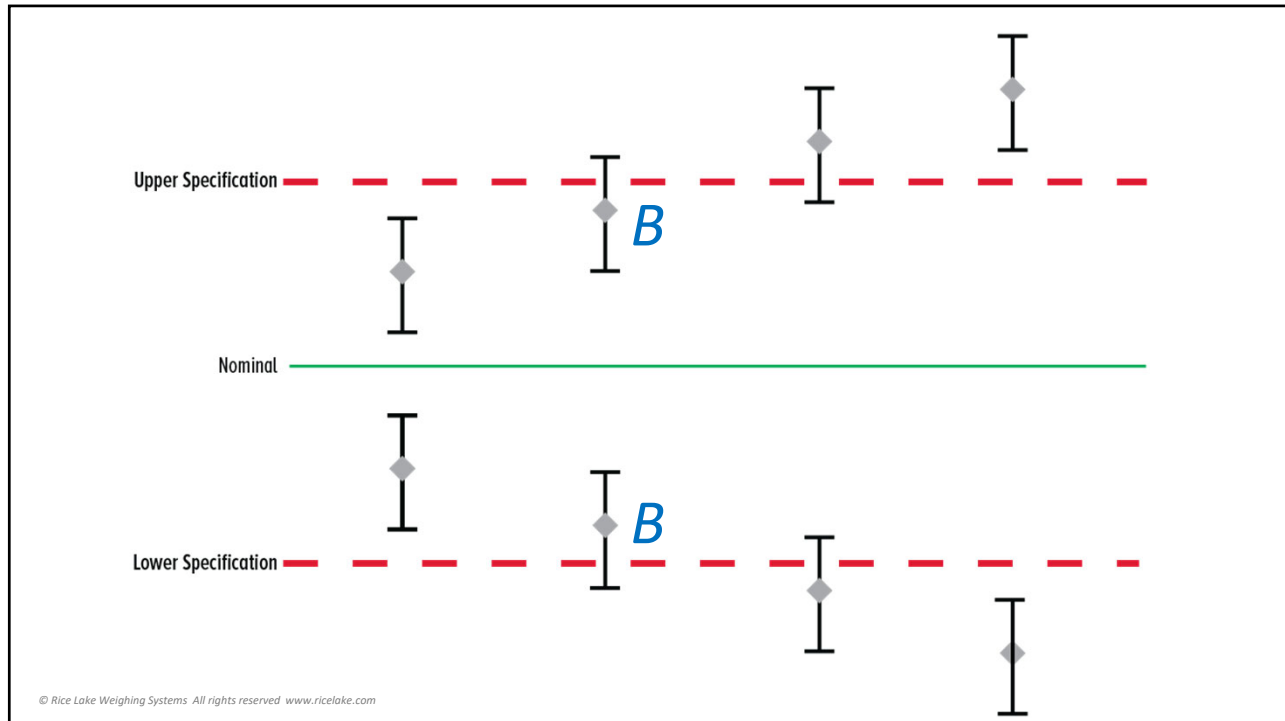 Upper Specification
B
Nominal
B
Lower Specification
© Rice Lake Weighing Systems All rights reserved www.ricelake.com